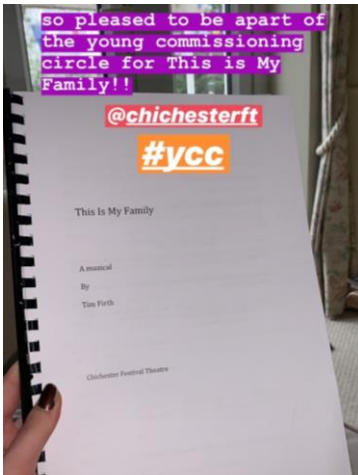 so pleased to be apart of
the young commissioning
circle for This is My
Family!!
@chichesterft
#ycc
This Is My Family
A musical
By
Tim Firth
Chichester Festival Theatre